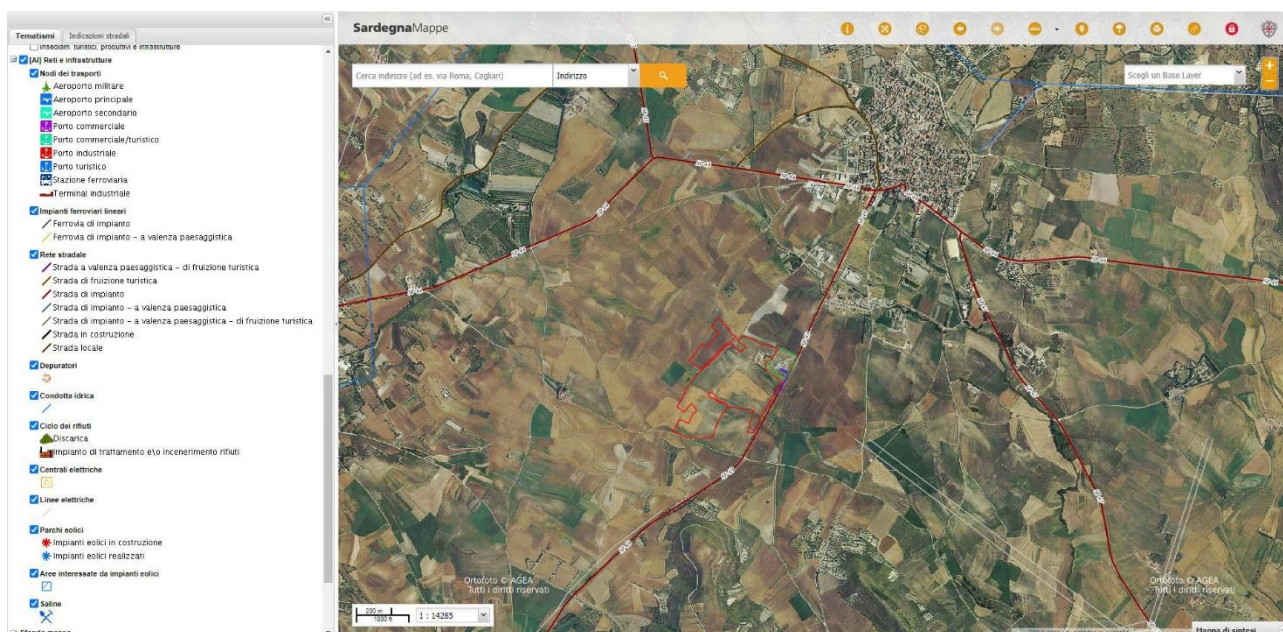 Tematismi
Indicazioni stradali
Insediam. turistici, produttivi e infrastrutture
[AI] Reti e infrastrutture
Nodi dei trasporti
Aeroporto militare
Aeroporto principale
Aeroporto secondario
Porto commerciale
Porto commerciale/turistico
Porto industriale
Porto turistico
Stazione ferroviaria
Terminal industriale
Impianti ferroviari lineari
Ferrovia di impianto
Ferrovia di impianto - a valenza paesaggistica
Rete stradale
Strada a valenza paesaggistica - di fruizione turistica
Strada di fruizione turistica
Strada di impianto
Strada di impianto - a valenza paesaggistica
Strada di impianto - a valenza paesaggistica - di fruizione turistica
Strada in costruzione
Strada locale
Depuratori
Condotta idrica
Ciclo dei rifiuti
Discarica
Impianto di trattamento e\o incenerimento rifiuti
Centrali elettriche
Linee elettriche
Parchi eolici
Impianti eolici in costruzione
Impianti eolici realizzati
Aree interessate da impianti eolici
Saline
SardegnaMappe
Cerca indirizzo (ad es. via Roma, Cagliari)
Indirizzo
Scegli un Base Layer
Ortofoto © AGEA
Tutti i diritti riservati
Ortofoto © AGEA
Tutti i diritti riservati
200 m
1000 ft
1 : 14285
Mappa di sintesi